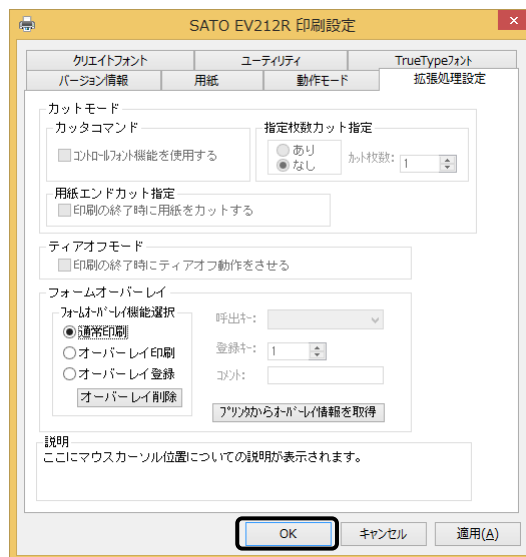 SATO EV212R 印刷設定
クリエイトフォント ユーティリティ TrueTypeフォント
バージョン情報 用紙 動作モード 拡張処理設定
カットモード
カッタコマンド
コントロールフォント機能を使用する
指定枚数カット指定
あり
なし
カット枚数: 1
用紙エンドカット指定
印刷の終了時に用紙をカットする
ティアオフモード
印刷の終了時にティアオフ動作をさせる
フォームオーバーレイ
フォームオーバーレイ機能選択
通常印刷
オーバーレイ印刷
オーバーレイ登録
オーバーレイ削除
呼出キー:
登録キー: 1
コメント:
プリンタからオーバーレイ情報を取得
説明
ここにマウスカーソル位置についての説明が表示されます。
OK キャンセル 適用(A)